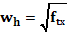 wₕ = √fₜₓ